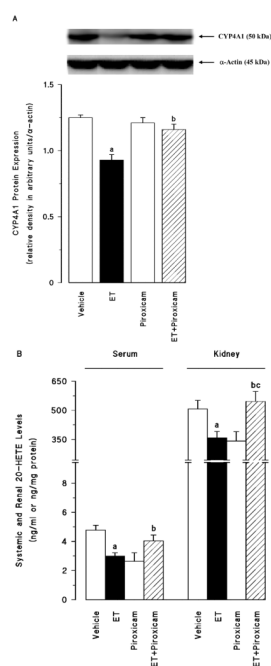 A
CYP4A1 (50 kDa)
α-Actin (45 kDa)
CYP4A1 Protein Expression
(relative density in arbitrary units/α-actin)
1.5
1.0
0.5
0
a
b
Vehicle
ET
Piroxicam
ET+Piroxicam
B
Serum
Kidney
Systemic and Renal 20-HETE Levels
(ng/ml or ng/mg protein)
650
500
350
8
6
4
2
0
a
b
a
bc
Vehicle
ET
Piroxicam
ET+Piroxicam
Vehicle
ET
Piroxicam
ET+Piroxicam